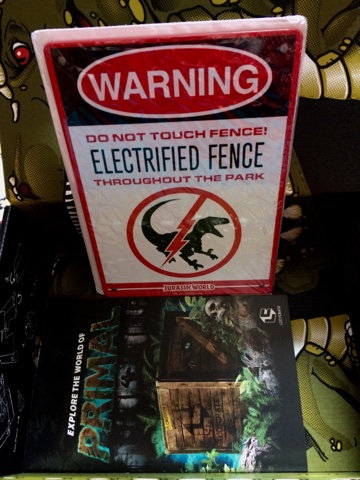 WARNING
DO NOT TOUCH FENCE!
ELECTRIFIED FENCE
THROUGHOUT THE PARK
JURASSIC WORLD
EXPLORE THE WORLD OF
PRIMAL